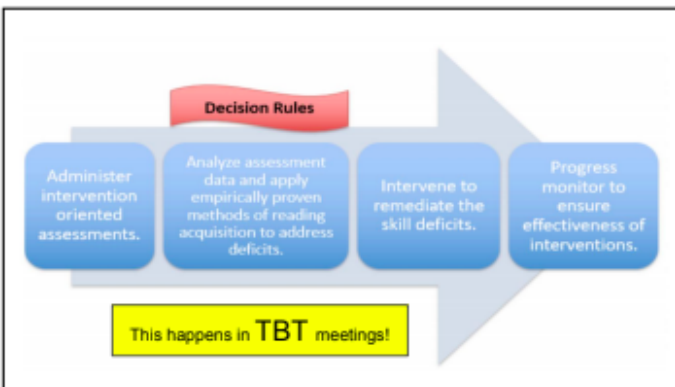 Decision Rules
Administer
intervention
oriented
assessments.
Analyze assessment
data and apply
empirically proven
methods of reading
acquisition to address
deficits.
Intervene to
remediate the
skill deficits.
Progress
monitor to
ensure
effectiveness of
interventions.
This happens in TBT meetings!